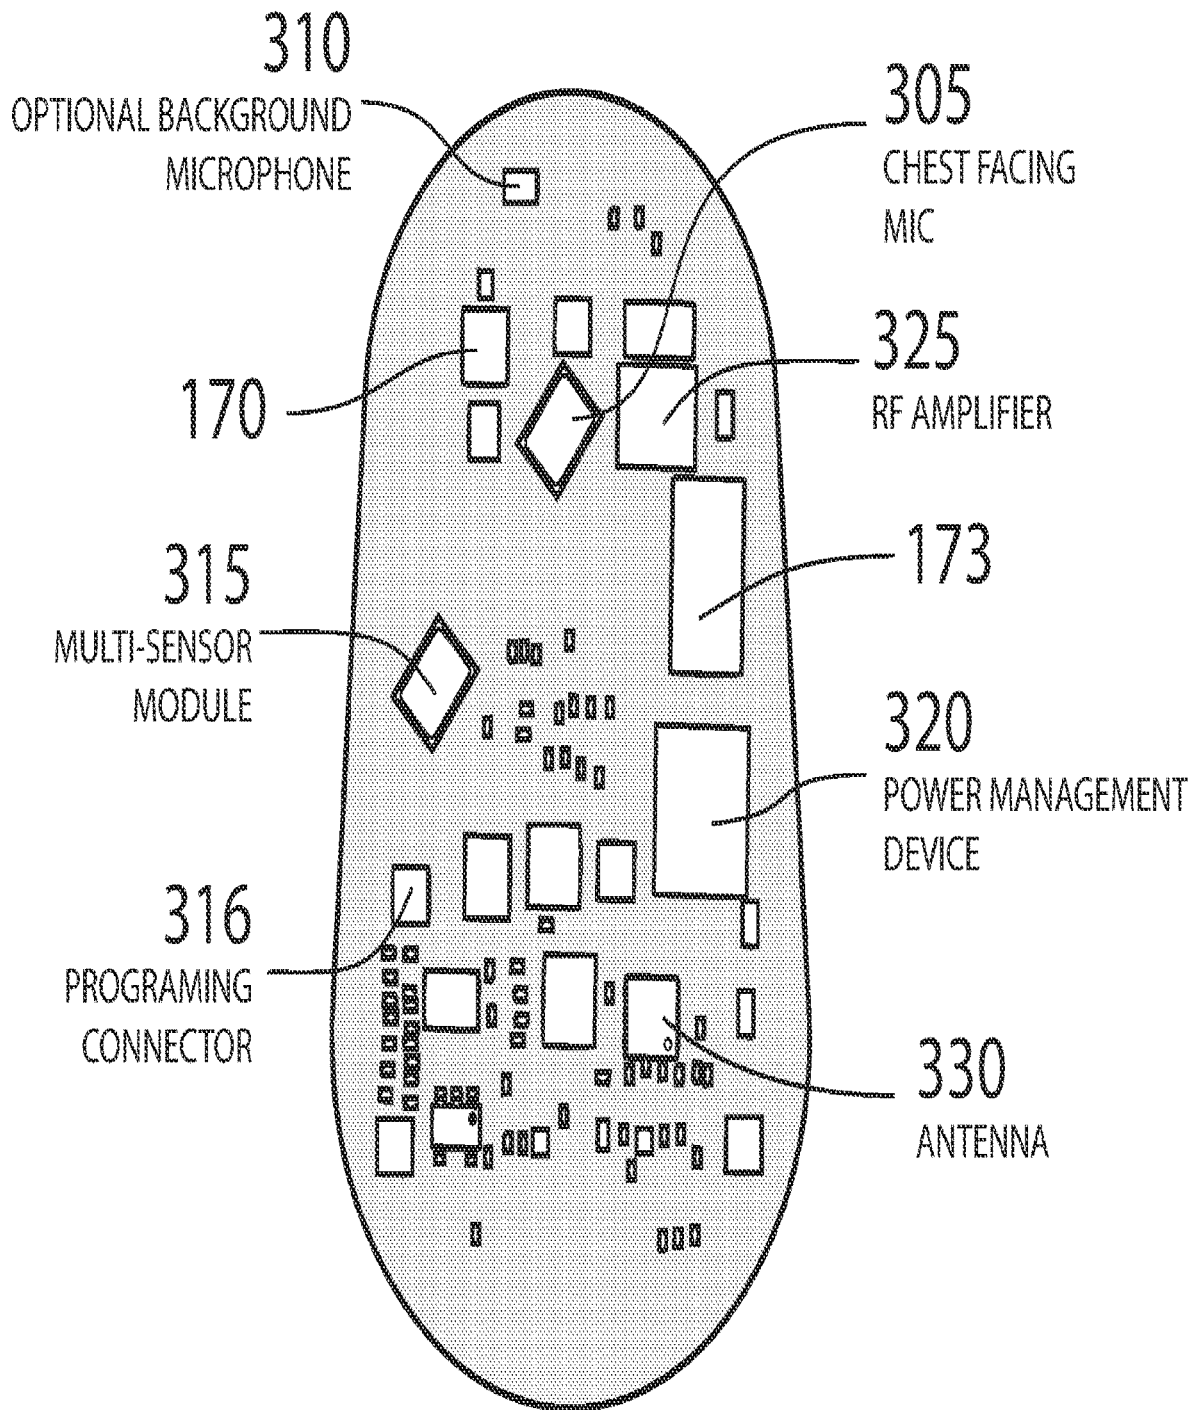 310
OPTIONAL BACKGROUND
MICROPHONE
305
CHEST FACING
MIC
325
RF AMPLIFIER
170
173
315
MULTI-SENSOR
MODULE
320
POWER MANAGEMENT
DEVICE
316
PROGRAMING
CONNECTOR
330
ANTENNA